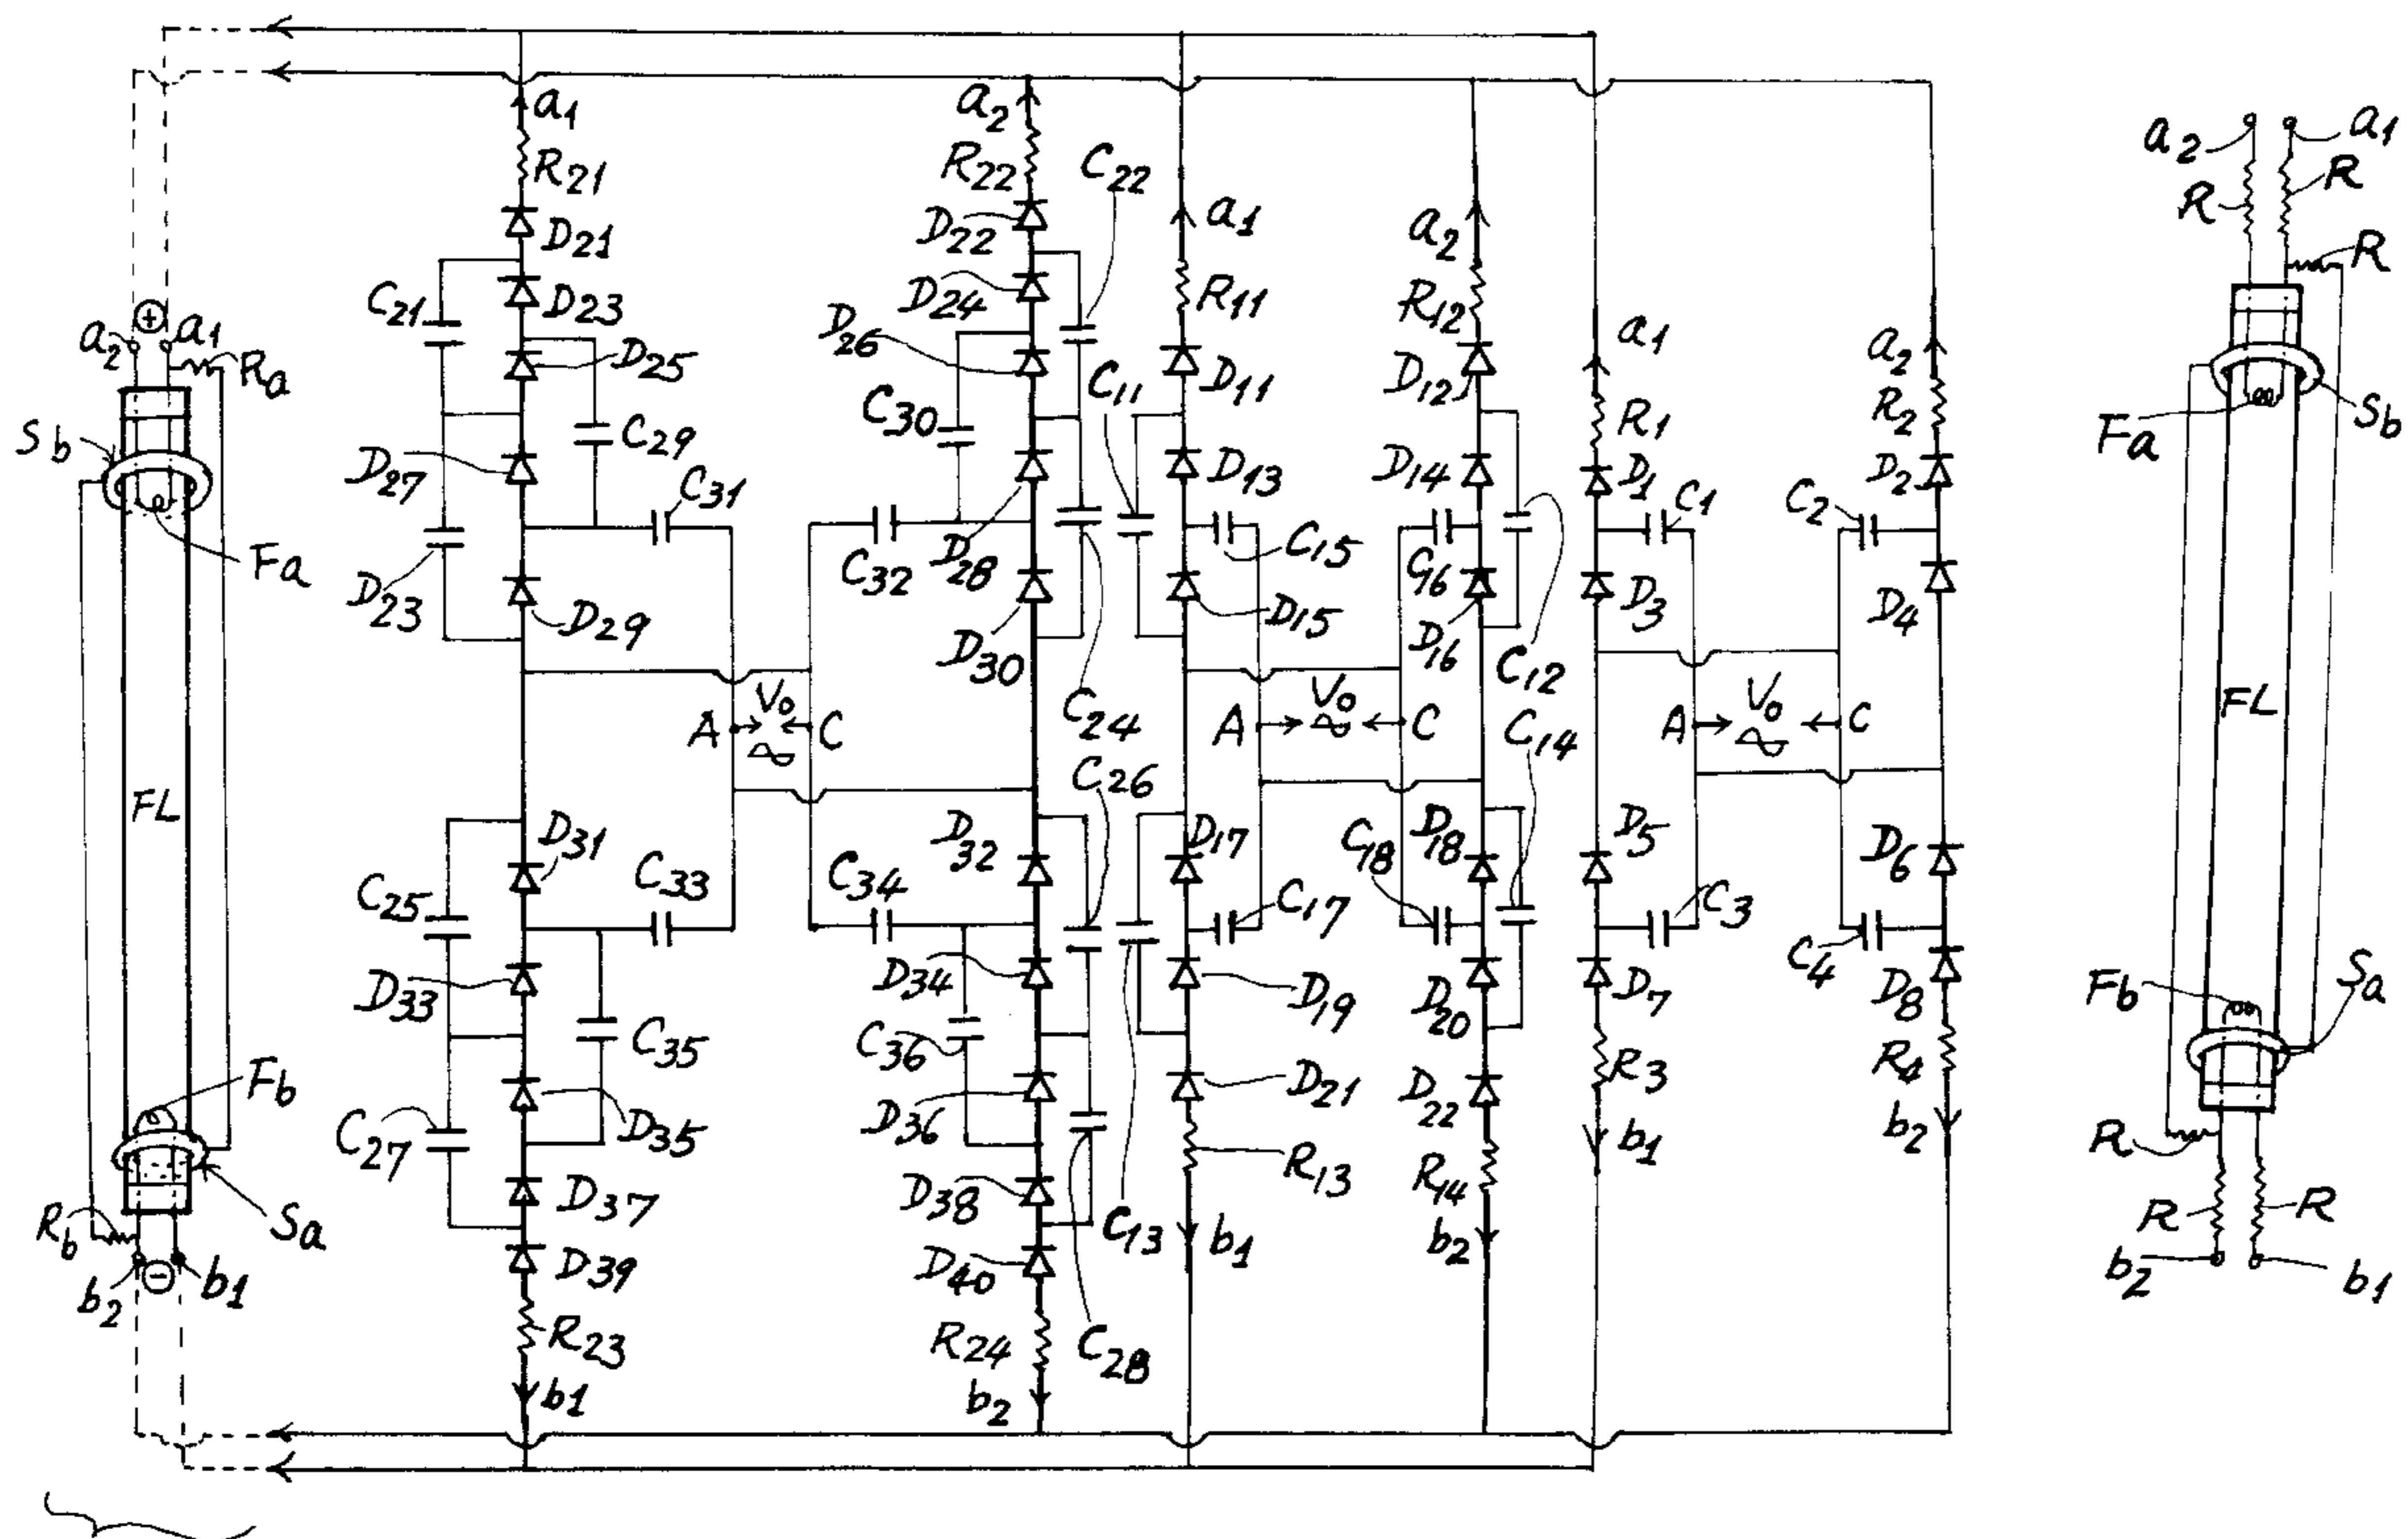 a1
R21
D21
C21
D23
D25
C29
D27
C31
D23
D29
a2
R22
C22
D22
D24
D26
C30
C11
C32
D28
D30
C24
a1
R11
D11
D13
C15
D15
a2
R12
D12
D14
C16
D16
C12
a1
R1
D1
C1
D3
a2
R2
D2
C2
D4
a2
a1
R
R
R
Sb
Fa
FL
Fb
Sa
R
R
R
b2
b1
a2
+
a1
Ra
Sb
Fa
FL
Fb
Rb
Sa
b2
−
b1
A
V0
C
A
V0
C
A
V0
C
D31
C25
C33
D33
C35
C27
D35
D37
D39
R23
b1
C34
D32
C26
D34
C36
D36
D38
D40
C28
R24
b2
D17
C17
D19
D21
C13
R13
b1
C18
D18
C14
D20
D22
R14
b2
D5
C3
D7
R3
b1
D6
C4
D8
R4
b2